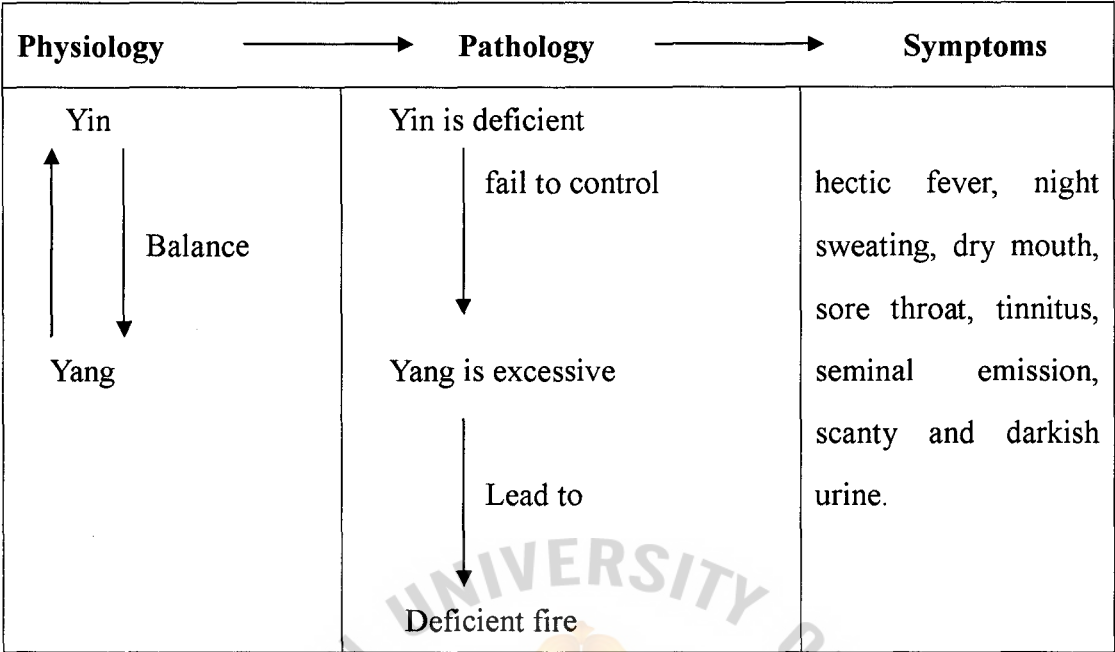 Physiology Pathology Symptoms
Yin
Balance
Yang
Yin is deficient
fail to control
Yang is excessive
Lead to
Deficient fire
hectic fever, night
sweating, dry mouth,
sore throat, tinnitus,
seminal emission,
scanty and darkish
urine.
UNIVERSITY